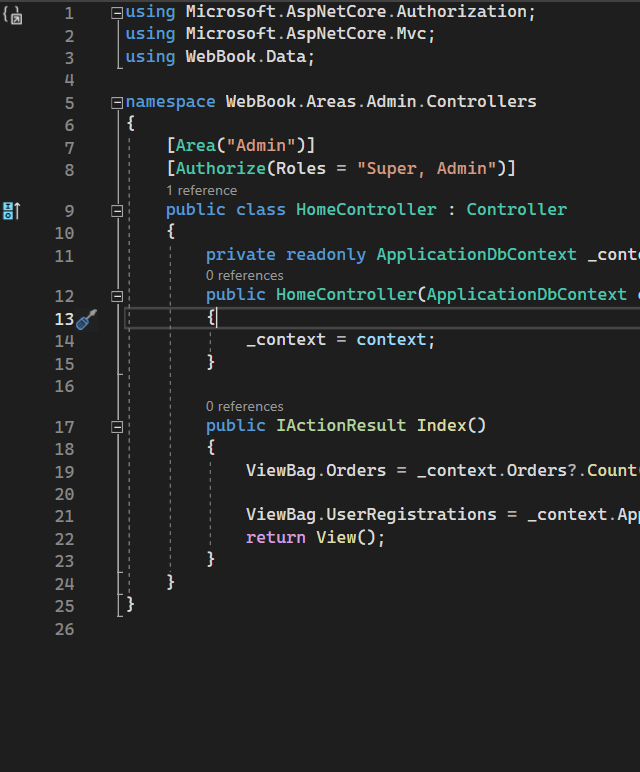 1 using Microsoft.AspNetCore.Authorization;
2 using Microsoft.AspNetCore.Mvc;
3 using WebBook.Data;
4
5 namespace WebBook.Areas.Admin.Controllers
6 {
7 [Area("Admin")]
8 [Authorize(Roles = "Super, Admin")]
1 reference
9 public class HomeController : Controller
10 {
11 private readonly ApplicationDbContext _conte
0 references
12 public HomeController(ApplicationDbContext
13 {
14 _context = context;
15 }
16
0 references
17 public IActionResult Index()
18 {
19 ViewBag.Orders = _context.Orders?.Count(
20
21 ViewBag.UserRegistrations = _context.App
22 return View();
23 }
24 }
25 }
26